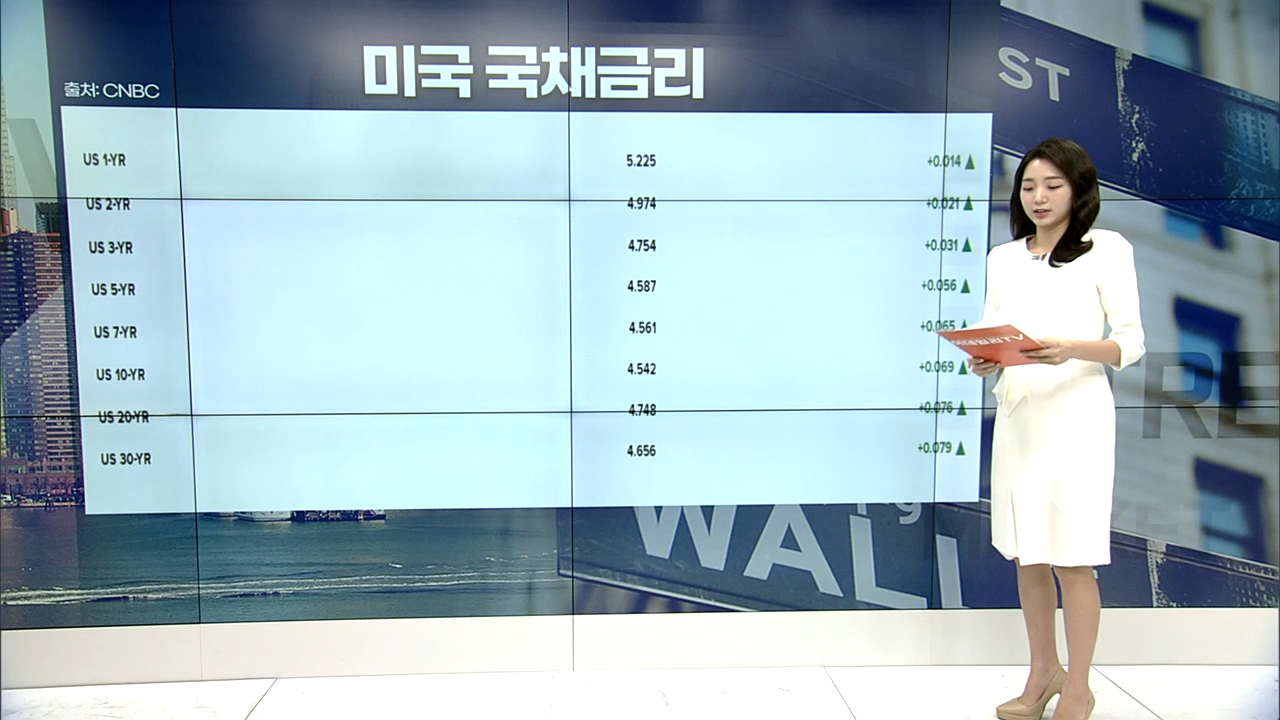 미국 국채금리
출처: CNBC
ST
US 1-YR 5.225 +0.014 ▲
US 2-YR 4.974 +0.021 ▲
US 3-YR 4.754 +0.031 ▲
US 5-YR 4.587 +0.056 ▲
US 7-YR 4.561 +0.065
US 10-YR 4.542 +0.069 ▲
US 20-YR 4.748 +0.076 ▲
US 30-YR 4.656 +0.079 ▲
TRE
WALL